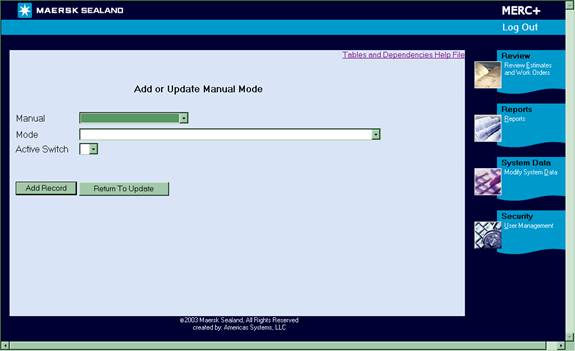 MAERSK SEALAND
MERC+
Log Out
Tables and Dependencies Help File
Add or Update Manual Mode
Manual
Mode
Active Switch
Add Record
Return To Update
Review
Review Estimates
and Work Orders
Reports
Reports
System Data
Modify System Data
Security
User Management
©2003 Maersk Sealand, All Rights Reserved
created by: Americas Systems, LLC